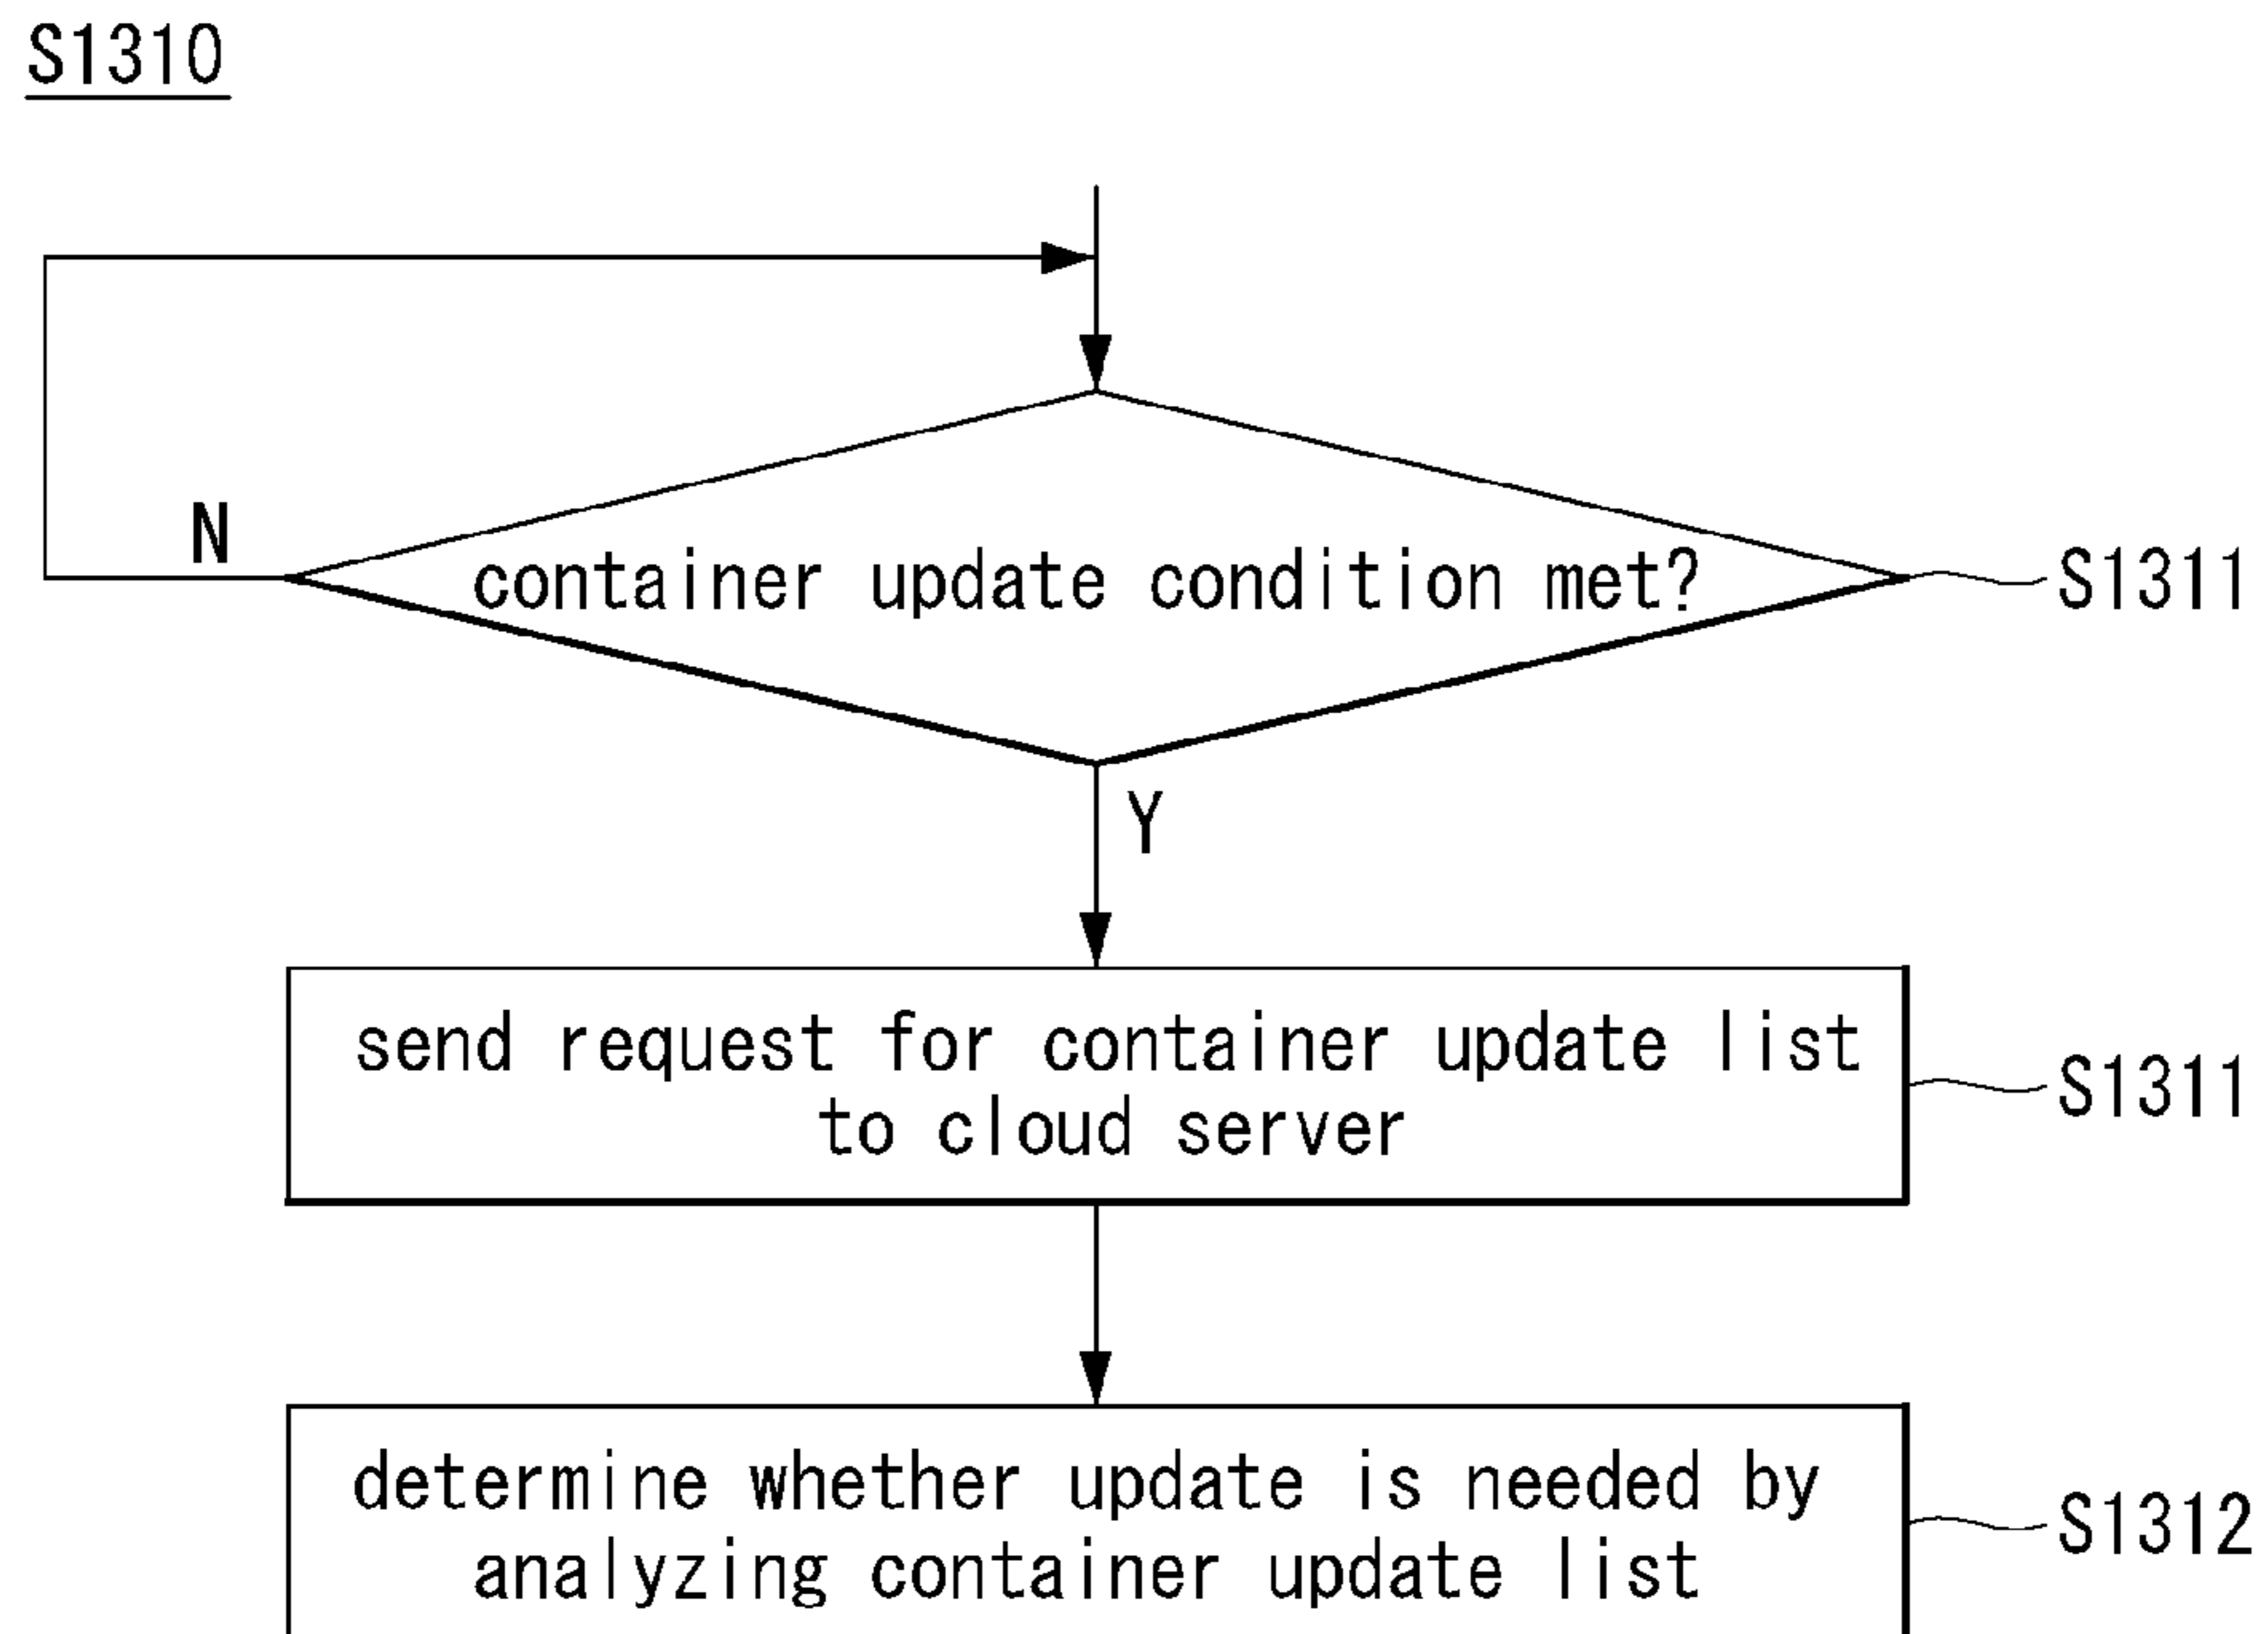 S1310
N
container update condition met?
S1311
Y
send request for container update list
to cloud server
S1311
determine whether update is needed by
analyzing container update list
S1312